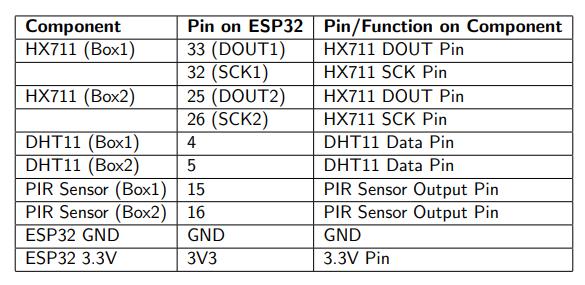 Component Pin on ESP32 Pin/Function on Component
HX711 (Box1) 33 (DOUT1) HX711 DOUT Pin
32 (SCK1) HX711 SCK Pin
HX711 (Box2) 25 (DOUT2) HX711 DOUT Pin
26 (SCK2) HX711 SCK Pin
DHT11 (Box1) 4 DHT11 Data Pin
DHT11 (Box2) 5 DHT11 Data Pin
PIR Sensor (Box1) 15 PIR Sensor Output Pin
PIR Sensor (Box2) 16 PIR Sensor Output Pin
ESP32 GND GND GND
ESP32 3.3V 3V3 3.3V Pin